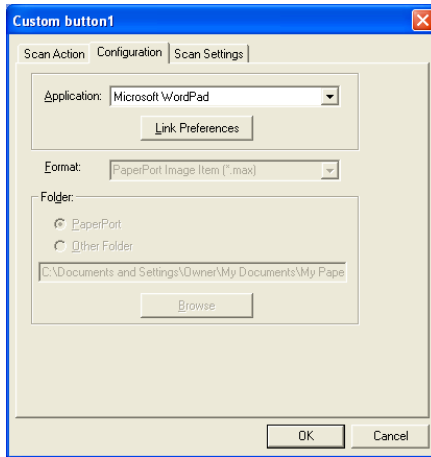 Custom button1
Scan Action Configuration Scan Settings
Application: Microsoft WordPad
Link Preferences
Format: PaperPort Image Item (*.max)
Folder:
PaperPort
Other Folder
C:\Documents and Settings\Owner\My Documents\My Pape
Browse
OK Cancel